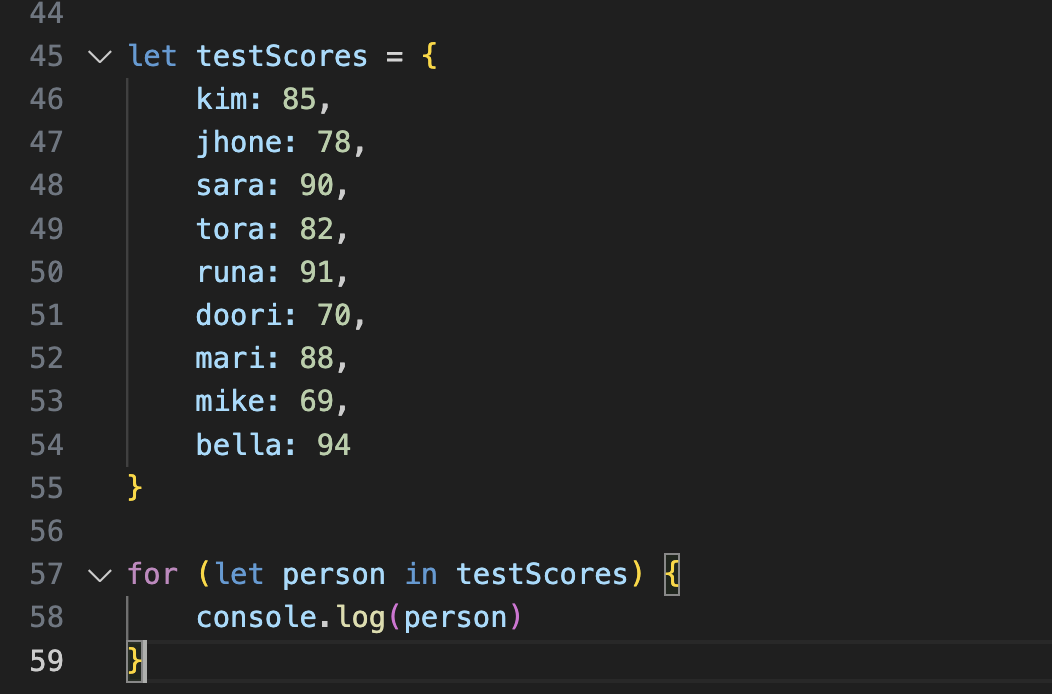 44
45 let testScores = {
46     kim: 85,
47     jhone: 78,
48     sara: 90,
49     tora: 82,
50     runa: 91,
51     doori: 70,
52     mari: 88,
53     mike: 69,
54     bella: 94
55 }
56
57 for (let person in testScores) {
58     console.log(person)
59 }